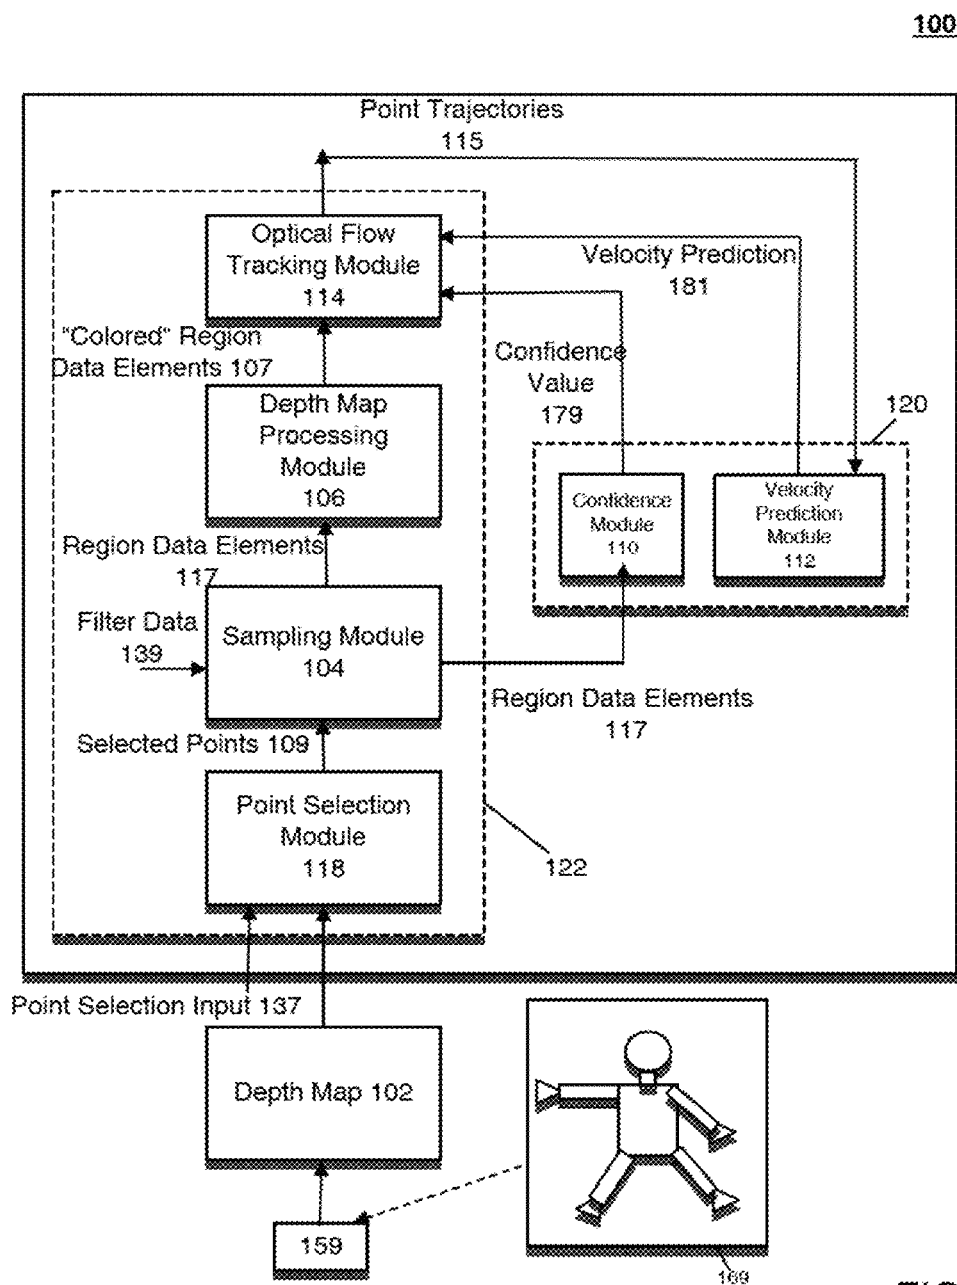 100
Point Trajectories
115
Optical Flow
Tracking Module
114
Velocity Prediction
181
"Colored" Region
Data Elements 107
Confidence
Value
179
120
Depth Map
Processing
Module
106
Confidence
Module
110
Velocity
Prediction
Module
112
Region Data Elements
117
Filter Data
139
Sampling Module
104
Region Data Elements
117
Selected Points 109
Point Selection
Module
118
122
Point Selection Input 137
Depth Map 102
159
169